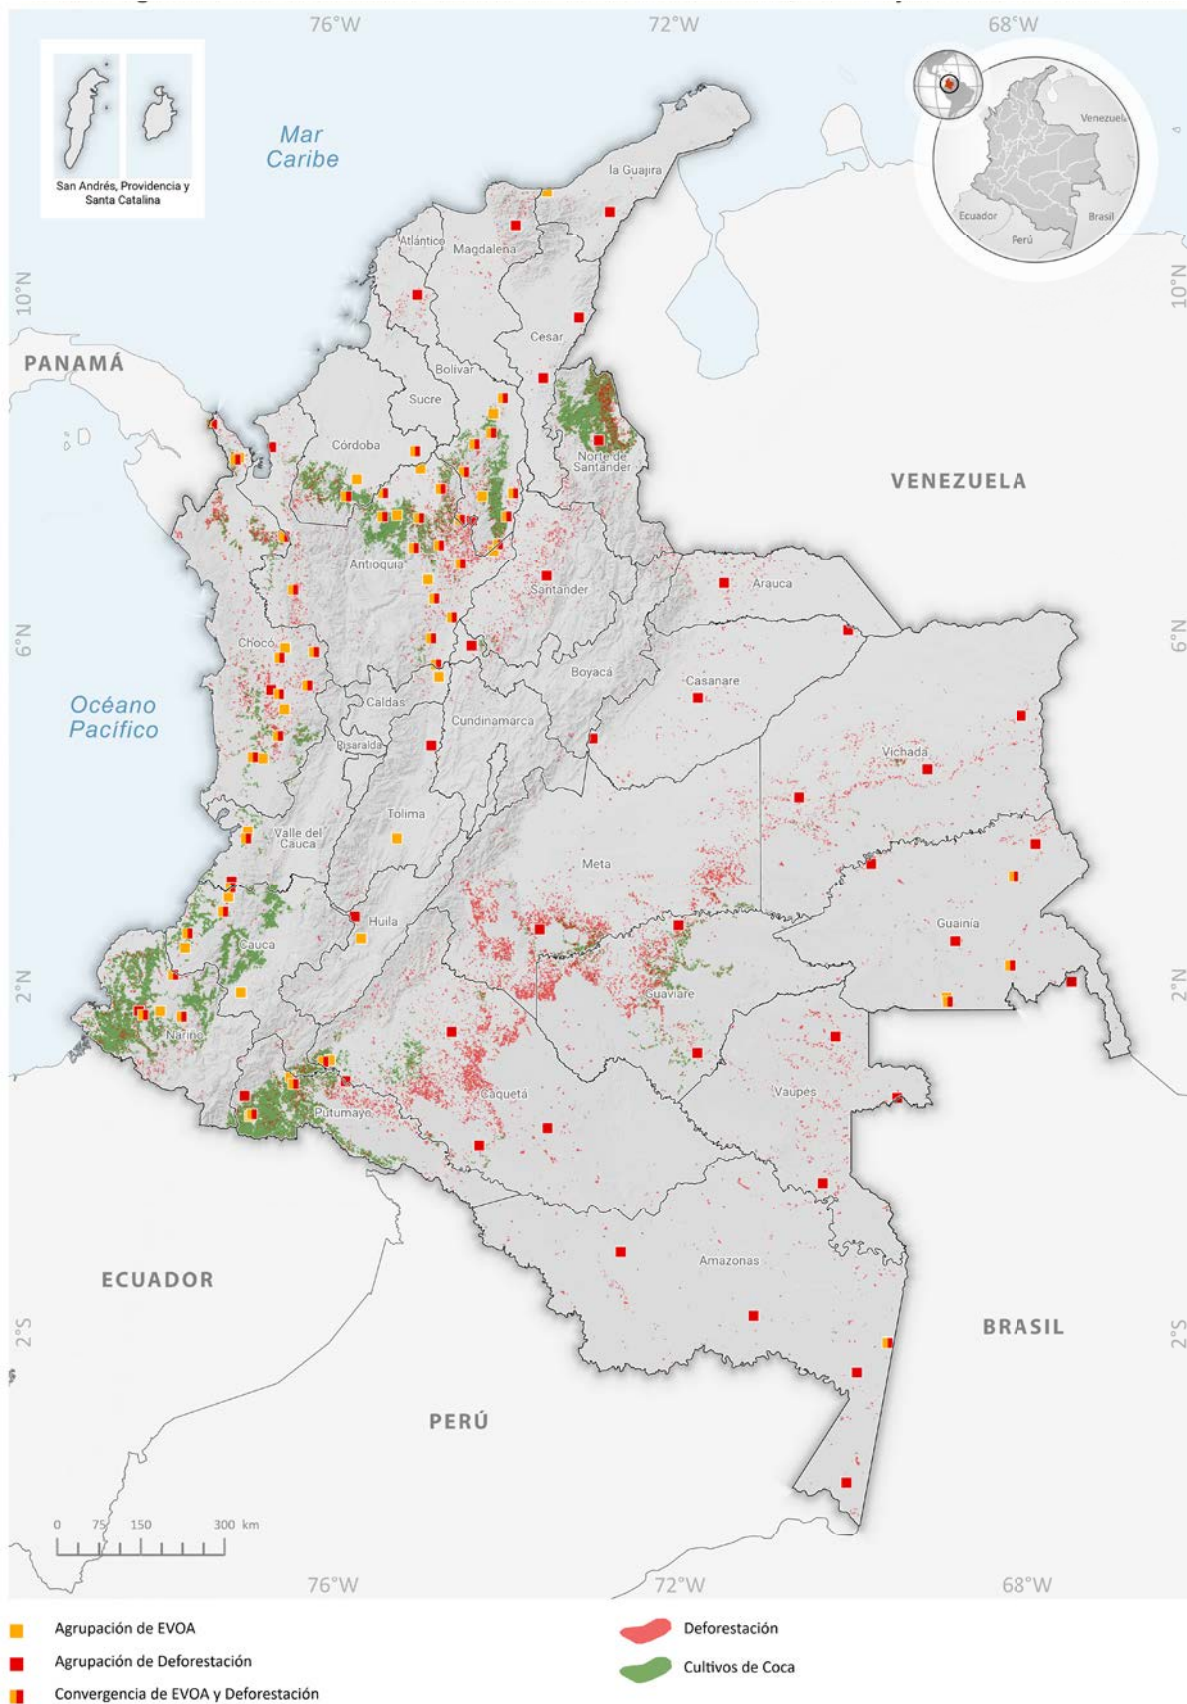 76°W
72°W
68°W
San Andrés, Providencia y
Santa Catalina
Mar
Caribe
Venezuela
Ecuador
Brasil
Perú
la Guajira
Atlántico
Magdalena
10°N
10°N
Cesar
PANAMÁ
Bolívar
Sucre
Córdoba
Norte de
Santander
VENEZUELA
Antioquia
Santander
Arauca
6°N
6°N
Chocó
Boyacá
Casanare
Caldas
Océano
Pacífico
Cundinamarca
Risaralda
Vichada
Tolima
Valle del
Cauca
Meta
Huila
Guainía
Cauca
2°N
2°N
Guaviare
Nariño
Vaupés
Caquetá
Putumayo
Amazonas
ECUADOR
BRASIL
2°S
2°S
PERÚ
0 75 150 300 km
76°W
72°W
68°W
Agrupación de EVOA
Agrupación de Deforestación
Convergencia de EVOA y Deforestación
Deforestación
Cultivos de Coca